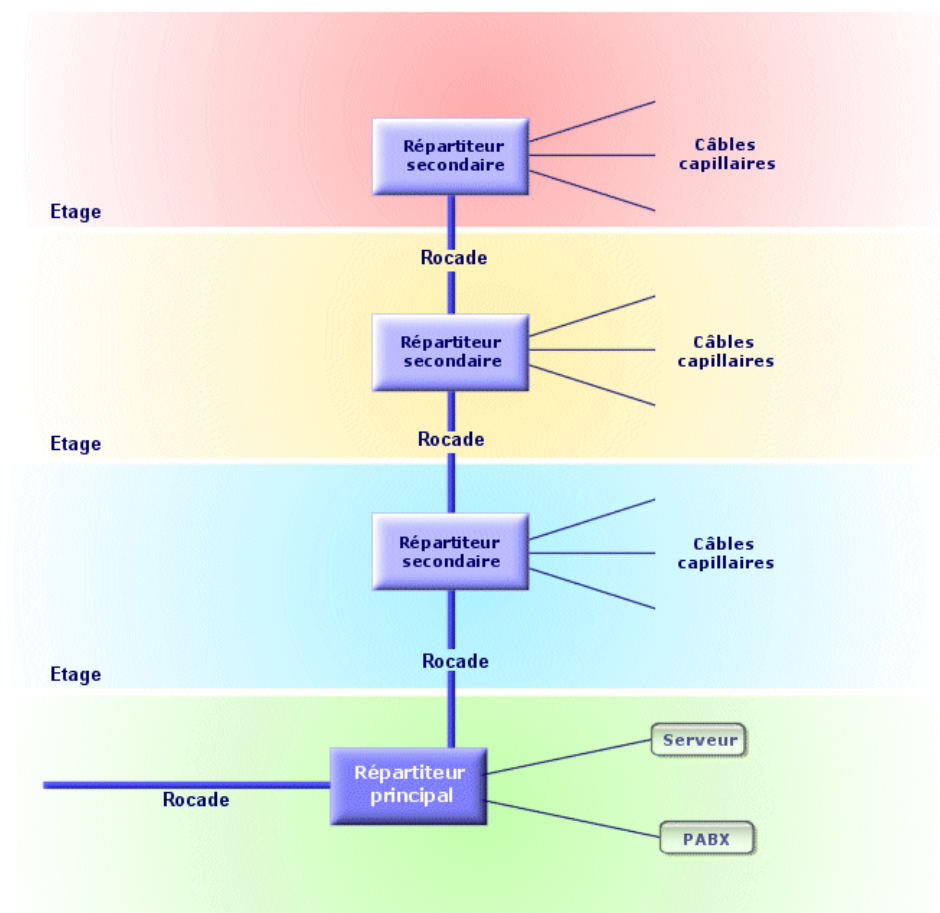 Répartiteur
secondaire
Câbles
capillaires
Etage
Rocade
Répartiteur
secondaire
Câbles
capillaires
Rocade
Etage
Répartiteur
secondaire
Câbles
capillaires
Rocade
Etage
Serveur
Répartiteur
principal
Rocade
PABX